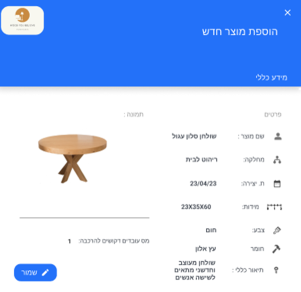 הוספת מוצר חדש
מידע כללי
פרטים
שם מוצר :
שולחן סלון עגול
מחלקה:
ריהוט לבית
ת. יצירה:
23/04/23
מידות:
23X35X60
צבע:
חום
חומר
עץ אלון
תיאור כללי :
שולחן מעוצב
וחדשני מתאים
לשישה אנשים
תמונה :
מס עובדים דקושים להרכבה:
1
שמור